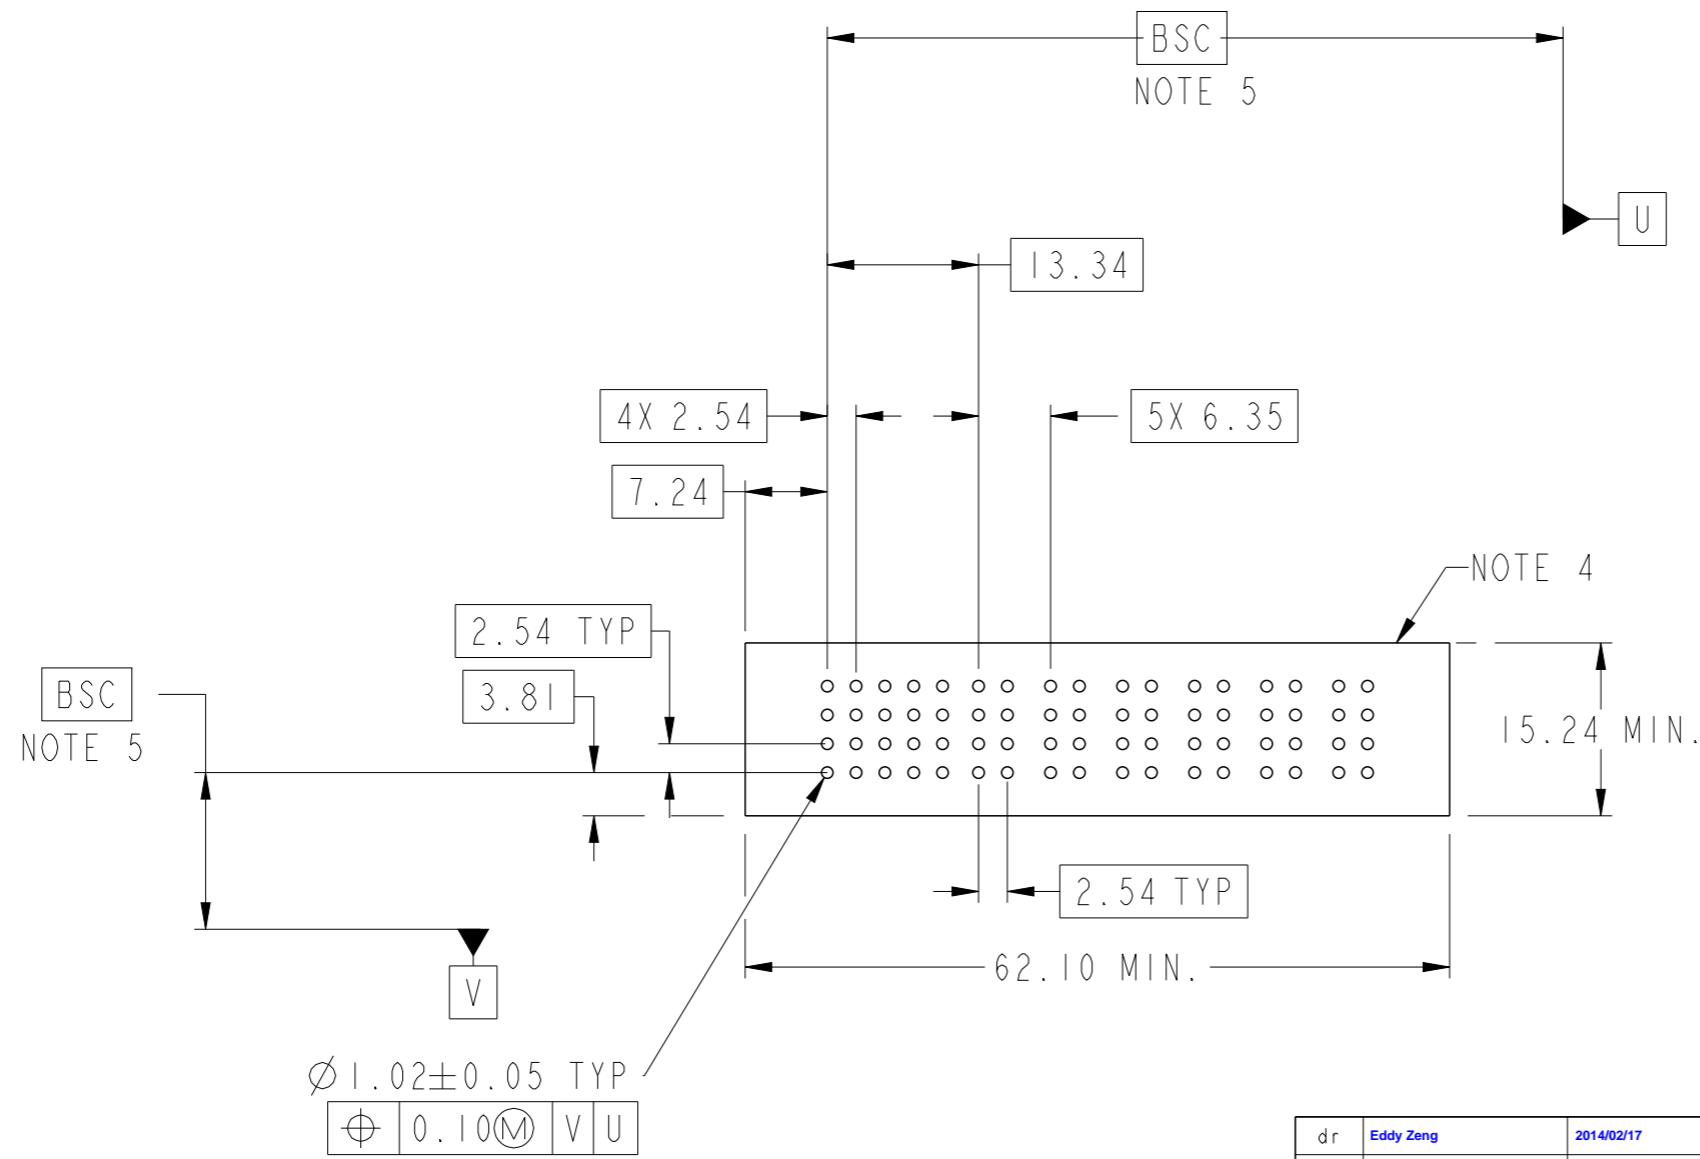 BSC
NOTE 5
U
13.34
4X 2.54
5X 6.35
7.24
NOTE 4
2.54 TYP
3.81
BSC
NOTE 5
15.24 MIN.
2.54 TYP
62.10 MIN.
V
Ø1.02±0.05 TYP
⌖ 0.10Ⓜ V U
dr Eddy Zeng 2014/02/17